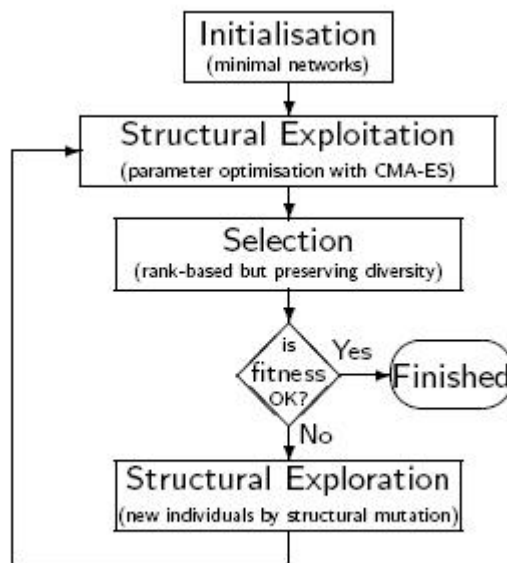 Initialisation
(minimal networks)
Structural Exploitation
(parameter optimisation with CMA-ES)
Selection
(rank-based but preserving diversity)
is
fitness
OK?
Yes
Finished
No
Structural Exploration
(new individuals by structural mutation)